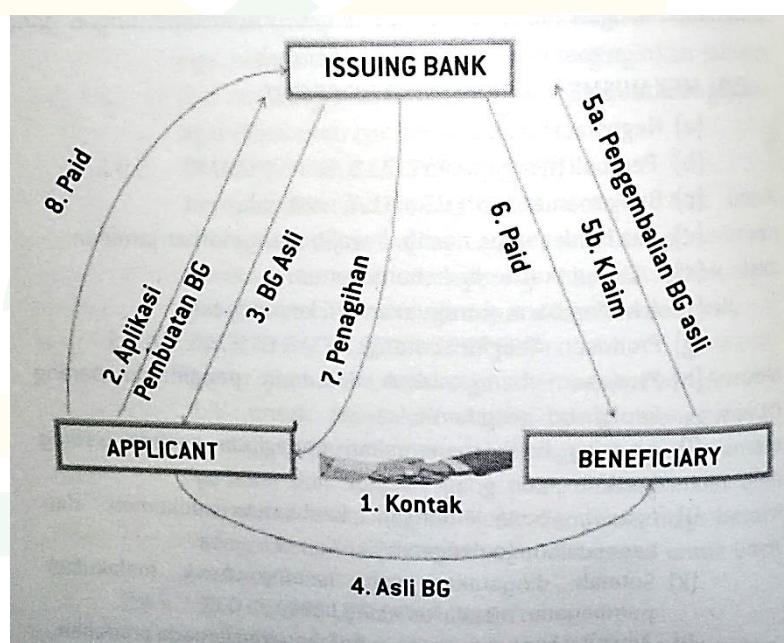 ISSUING BANK
8. Paid
2. Aplikasi
Pembuatan BG
3. BG Asli
7. Penagihan
6. Paid
5b. Klaim
5a. Pengembalian BG asli
APPLICANT
BENEFICIARY
1. Kontak
4. Asli BG